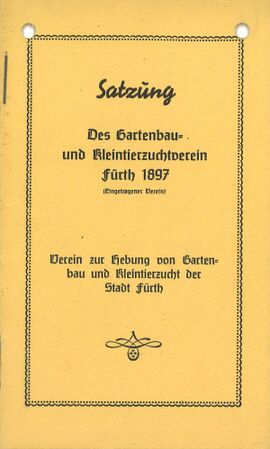 Satzung
Des Gartenbau-
und Kleintierzuchtverein
Fürth 1897
(Eingetragener Verein)
Verein zur Hebung von Garten-
bau und Kleintierzucht der
Stadt Fürth